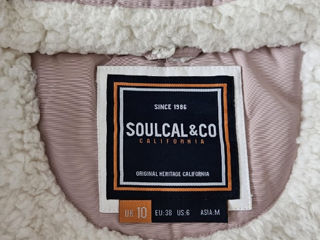 SINCE 1986
SOULCAL&CO
CALIFORNIA
ORIGINAL HERITAGE CALIFORNIA
UK 10 EU:38 US:6 ASIA:M